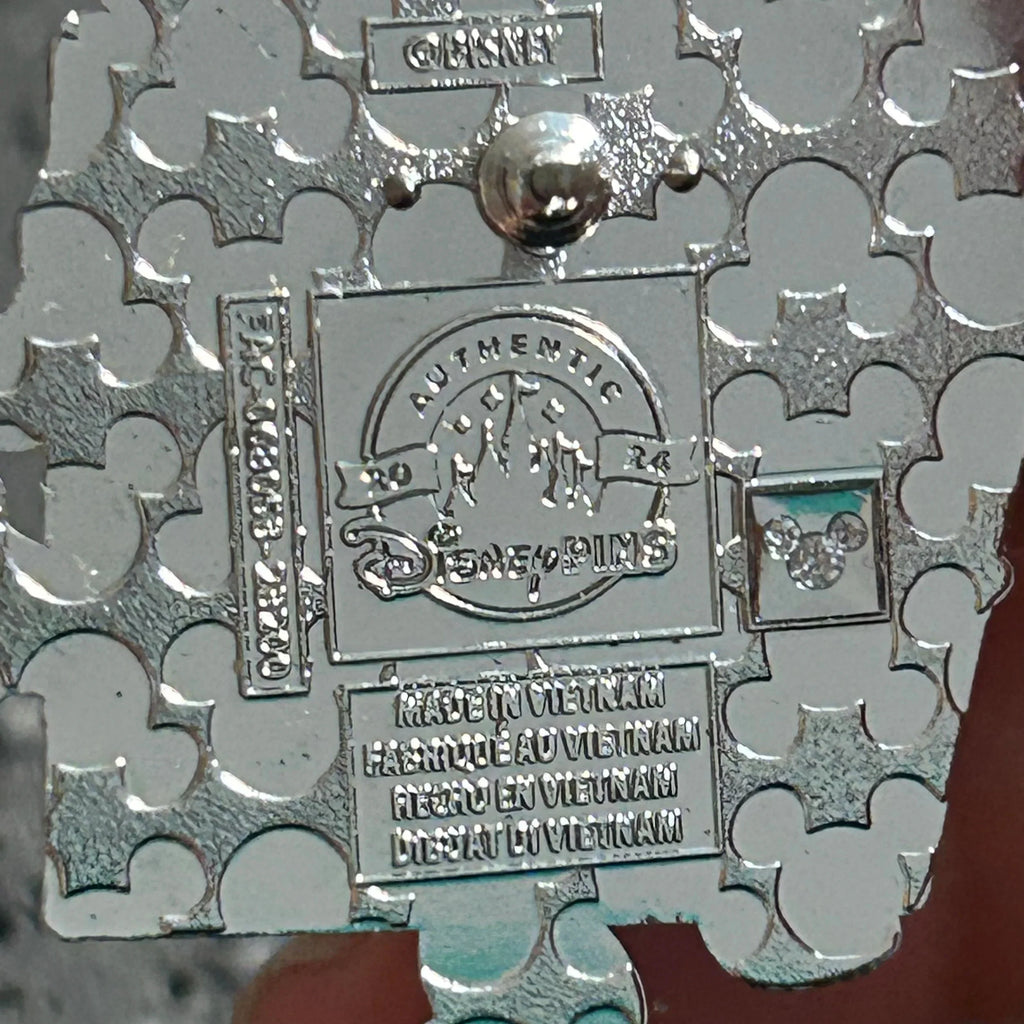 ©DISNEY
AUTHENTIC
20 24
Disney PINS
MADE IN VIETNAM
FABRIQUÉ AU VIETNAM
HECHO EN VIETNAM
DIBUAT DI VIETNAM